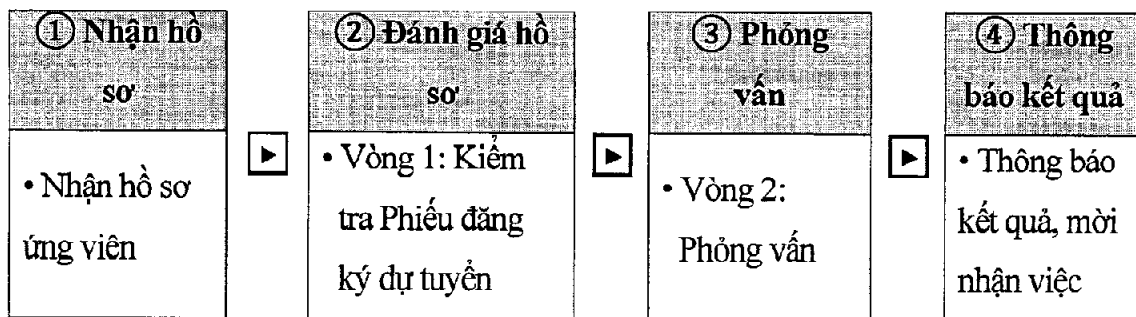 ① Nhận hồ
sơ
• Nhận hồ sơ
ứng viên
② Đánh giá hồ
sơ
• Vòng 1: Kiểm
tra Phiếu đăng
ký dự tuyển
③ Phỏng
vấn
• Vòng 2:
Phỏng vấn
④ Thông
báo kết quả
• Thông báo
kết quả, mời
nhận việc